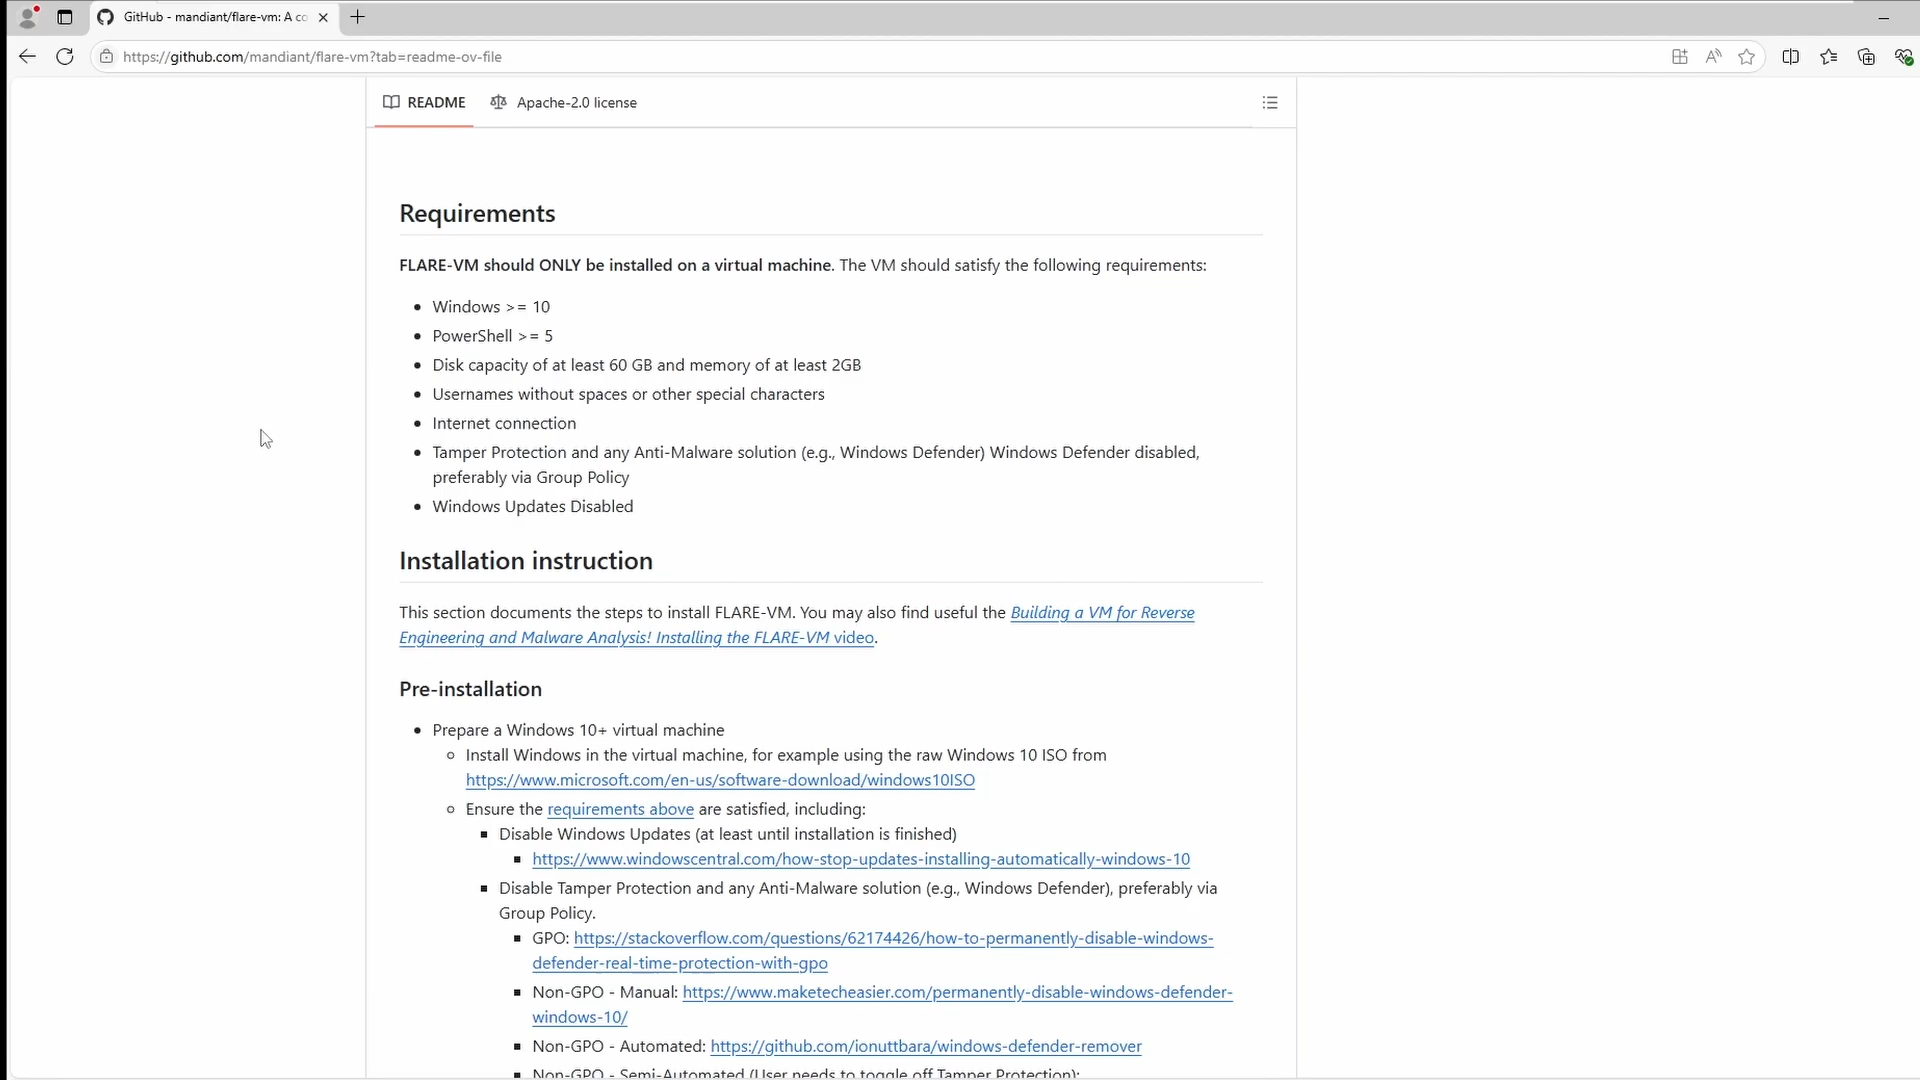 GitHub - mandiant/flare-vm: A co
https://github.com/mandiant/flare-vm?tab=readme-ov-file
README Apache-2.0 license
Requirements
FLARE-VM should ONLY be installed on a virtual machine. The VM should satisfy the following requirements:
Windows >= 10
PowerShell >= 5
Disk capacity of at least 60 GB and memory of at least 2GB
Usernames without spaces or other special characters
Internet connection
Tamper Protection and any Anti-Malware solution (e.g., Windows Defender) Windows Defender disabled,
preferably via Group Policy
Windows Updates Disabled
Installation instruction
This section documents the steps to install FLARE-VM. You may also find useful the Building a VM for Reverse
Engineering and Malware Analysis! Installing the FLARE-VM video.
Pre-installation
Prepare a Windows 10+ virtual machine
Install Windows in the virtual machine, for example using the raw Windows 10 ISO from
https://www.microsoft.com/en-us/software-download/windows10ISO
Ensure the requirements above are satisfied, including:
Disable Windows Updates (at least until installation is finished)
https://www.windowscentral.com/how-stop-updates-installing-automatically-windows-10
Disable Tamper Protection and any Anti-Malware solution (e.g., Windows Defender), preferably via
Group Policy.
GPO: https://stackoverflow.com/questions/62174426/how-to-permanently-disable-windows-
defender-real-time-protection-with-gpo
Non-GPO - Manual: https://www.maketecheasier.com/permanently-disable-windows-defender-
windows-10/
Non-GPO - Automated: https://github.com/ionuttbara/windows-defender-remover
Non-GPO - Semi-Automated (User needs to toggle off Tamper Protection):